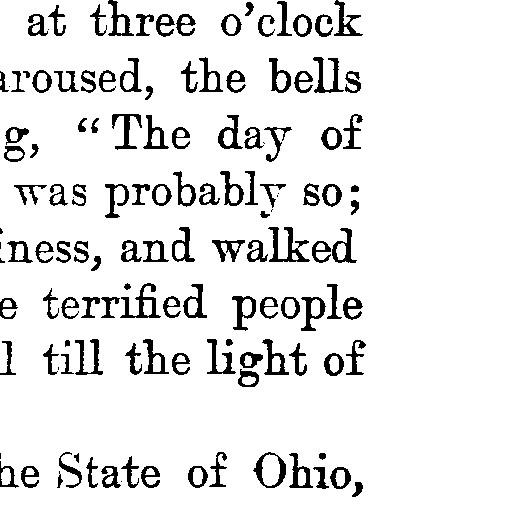 at three o'clock
aroused, the bells
g, “The day of
was probably so;
iness, and walked
e terrified people
l till the light of
he State of Ohio,